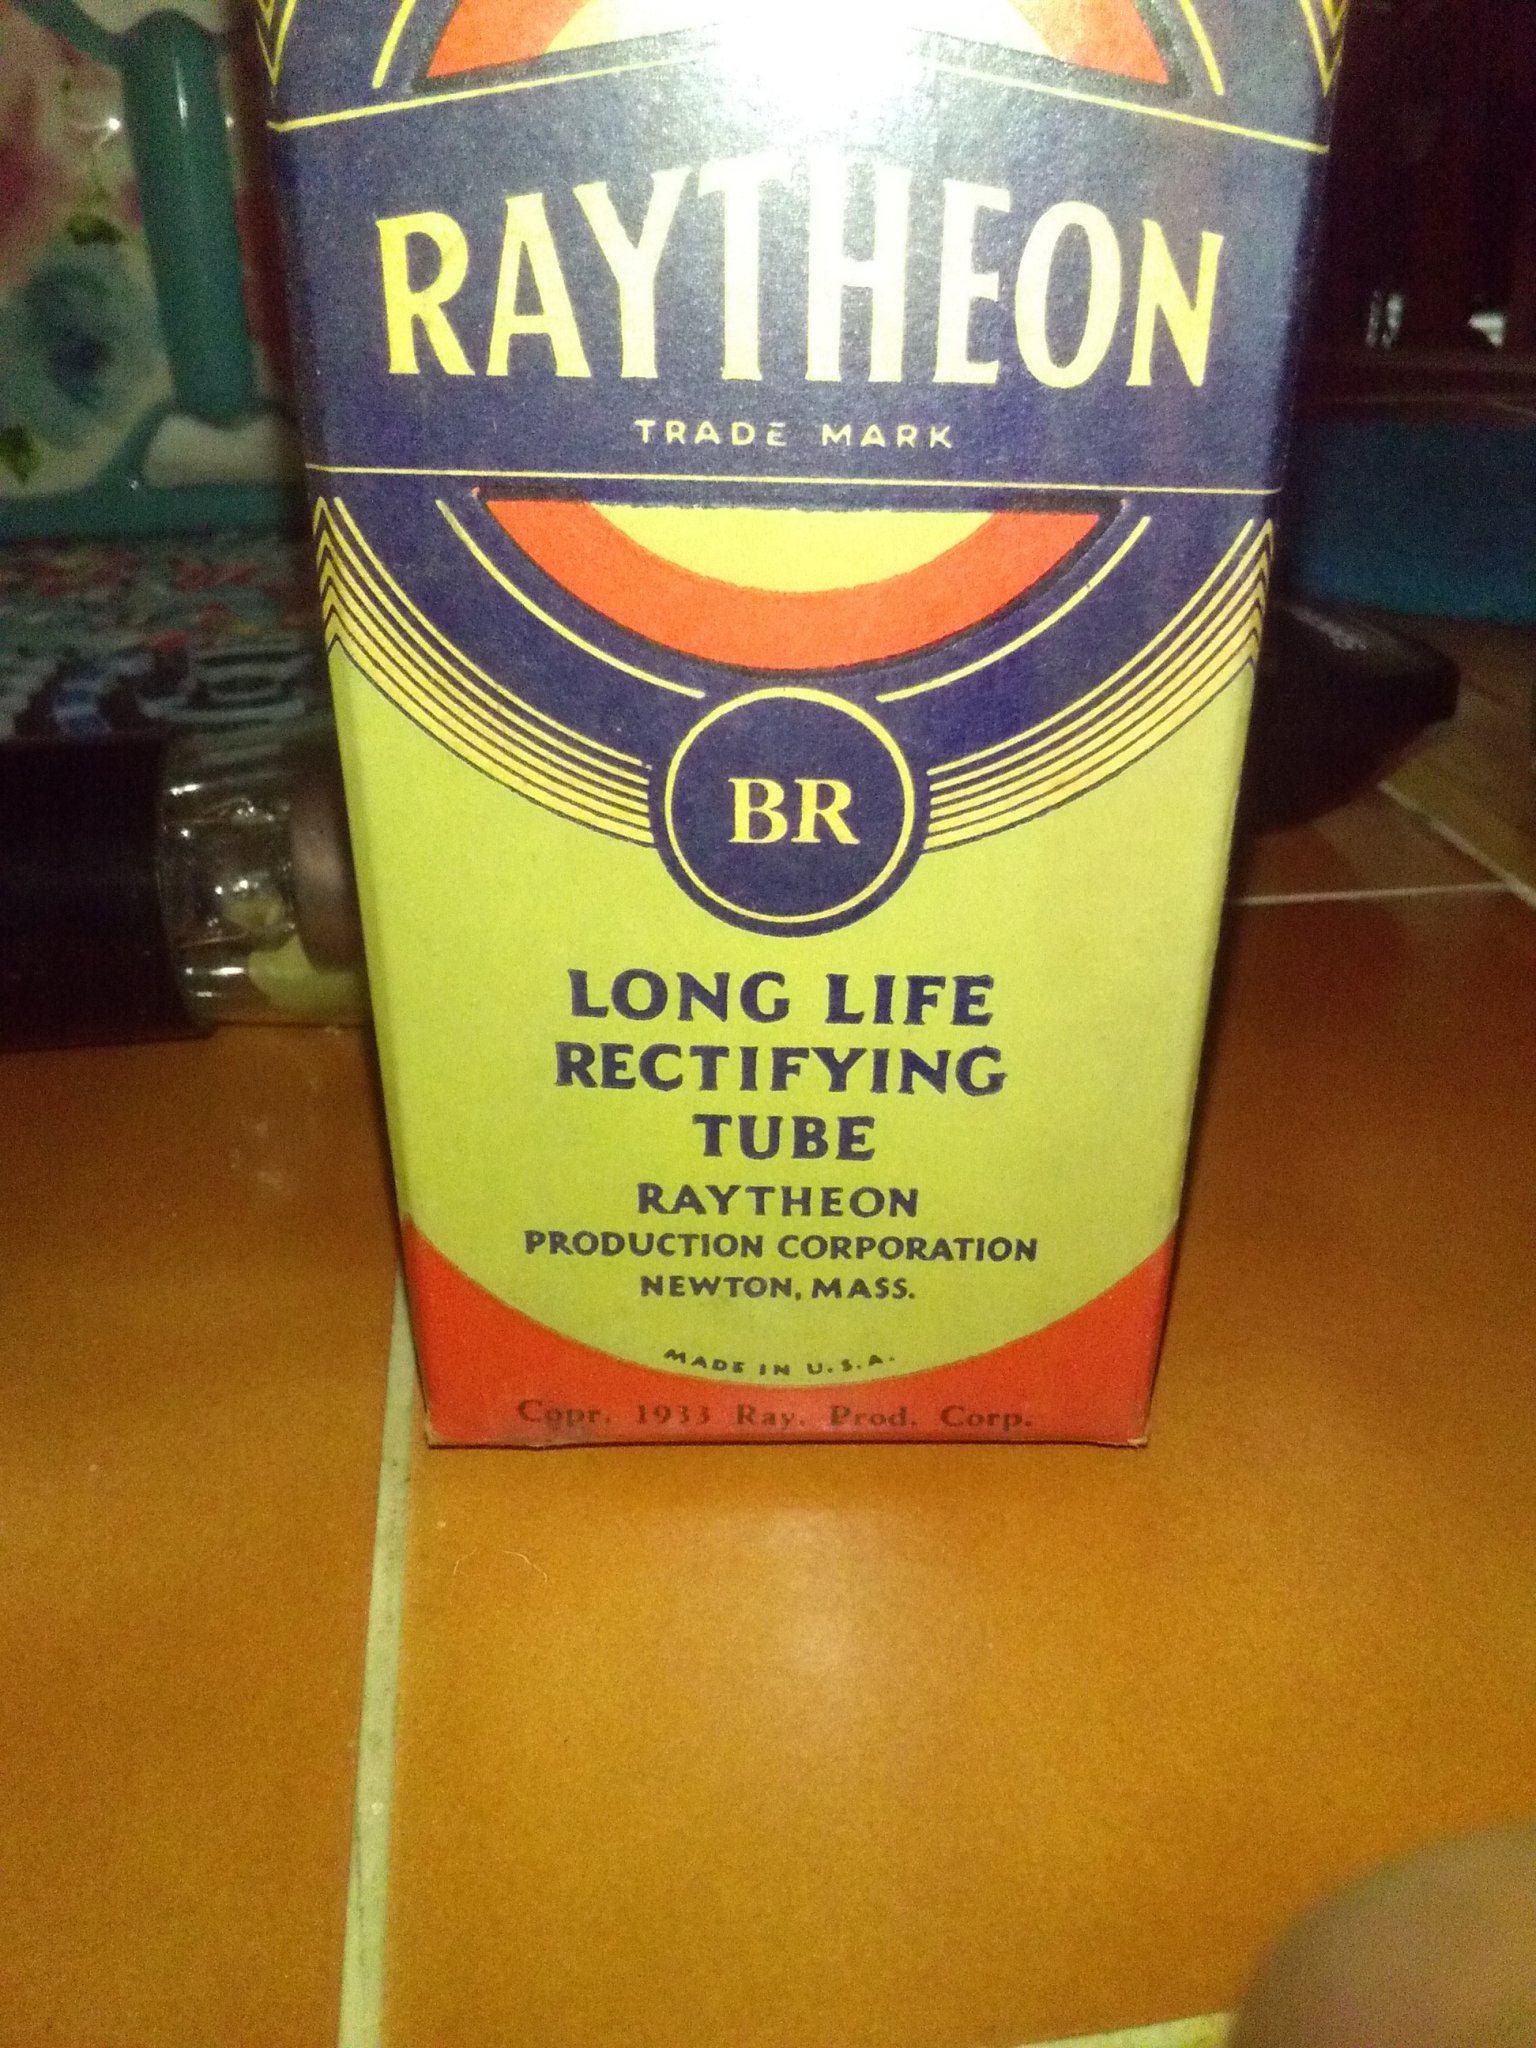 RAYTHEON
TRADE MARK
BR
LONG LIFE
RECTIFYING
TUBE
RAYTHEON
PRODUCTION CORPORATION
NEWTON, MASS.
MADE IN U.S.A.
Copr. 1933 Ray. Prod. Corp.